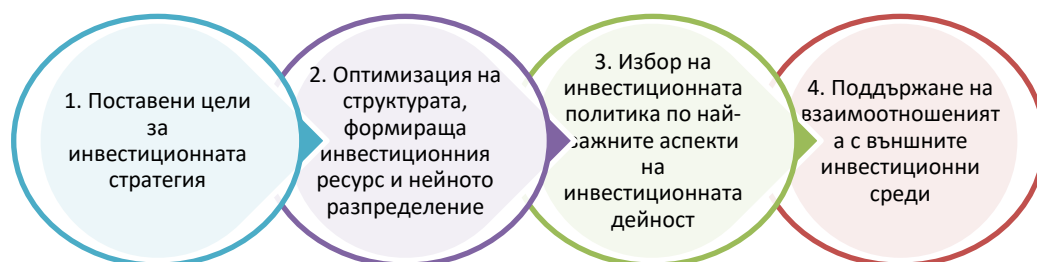 1. Поставени цели
за
инвестиционната
стратегия
2. Оптимизация на
структурата,
формираща
инвестиционния
ресурс и нейното
разпределение
3. Избор на
инвестиционната
политика по най-
важните аспекти
на
инвестиционната
дейност
4. Поддържане на
взаимоотношеният
а с външните
инвестиционни
среди